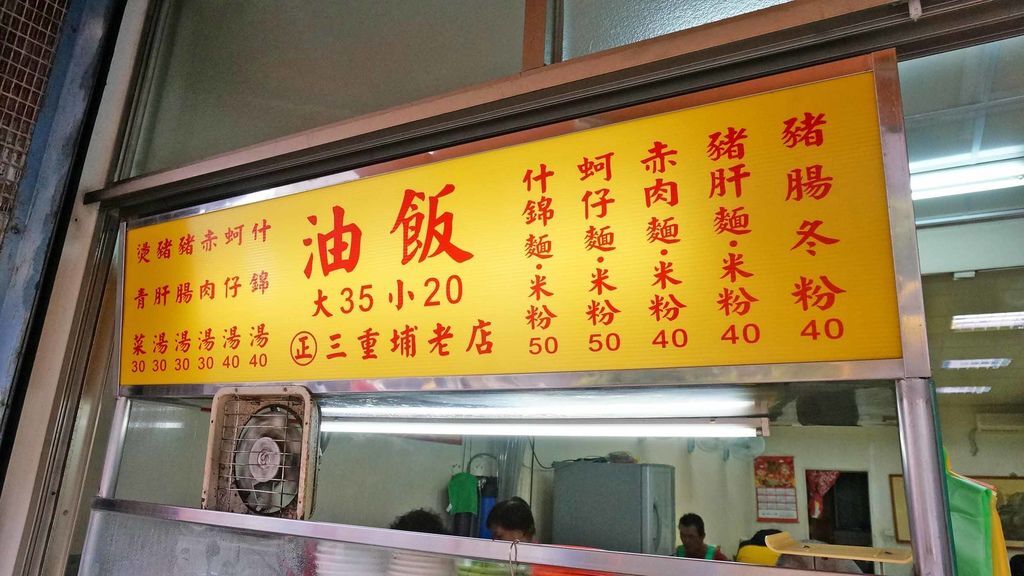 豬腸冬粉 40
豬肝麵·米粉 40
赤肉麵·米粉 40
蚵仔麵·米粉 50
什錦麵·米粉 50
油飯
大35小20
正三重埔老店
什錦湯 40
蚵仔湯 40
赤肉湯 30
豬腸湯 30
豬肝湯 30
燙青菜 30